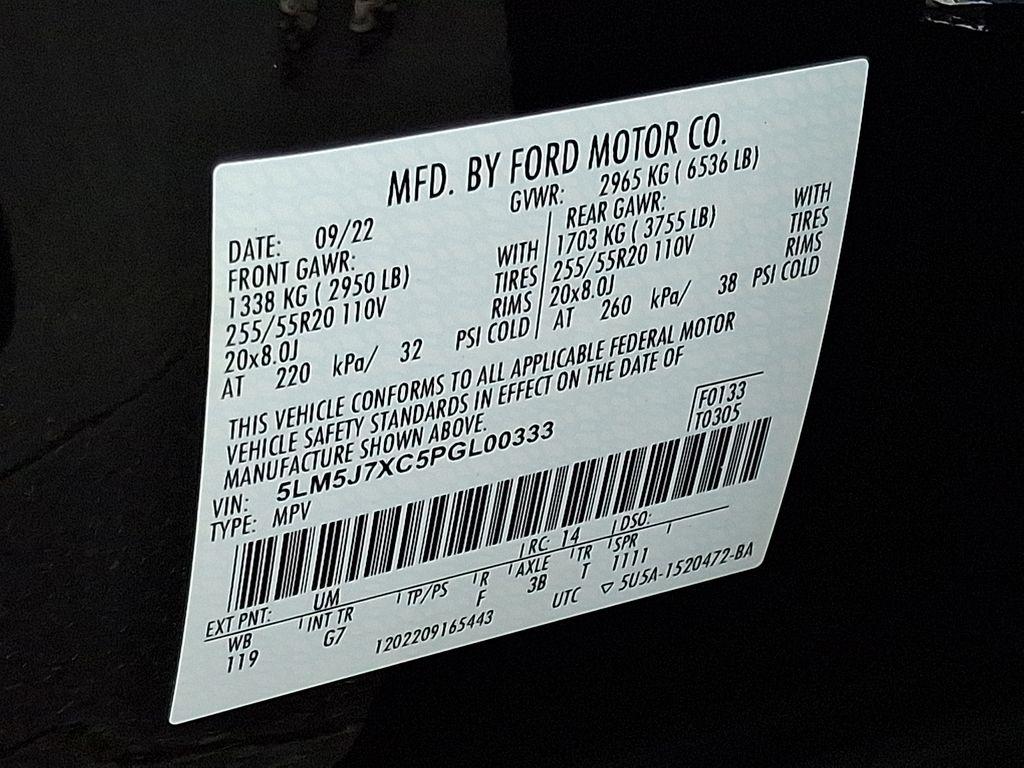 MFD. BY FORD MOTOR CO.
DATE: 09/22 GVWR: 2965 KG ( 6536 LB)
FRONT GAWR: WITH REAR GAWR: WITH
1338 KG ( 2950 LB) TIRES 1703 KG ( 3755 LB) TIRES
255/55R20 110V RIMS 255/55R20 110V RIMS
20x8.0J PSI COLD 20x8.0J PSI COLD
AT 220 kPa/ 32 AT 260 kPa/ 38
THIS VEHICLE CONFORMS TO ALL APPLICABLE FEDERAL MOTOR
VEHICLE SAFETY STANDARDS IN EFFECT ON THE DATE OF
MANUFACTURE SHOWN ABOVE.
VIN: 5LM5J7XC5PGL00333 F0133
TYPE: MPV T0305
EXT PNT: UM RC: 14 DSO:
WB INT TR TP/PS R AXLE TR SPR
119 G7 F 3B T 1111
1202209165443 UTC ▽ 5U5A-1520472-BA